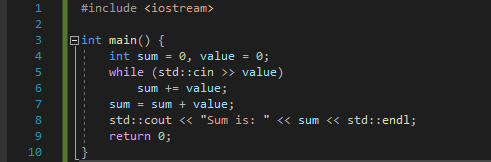 1 #include <iostream>
2
3 int main() {
4 int sum = 0, value = 0;
5 while (std::cin >> value)
6 sum += value;
7 sum = sum + value;
8 std::cout << "Sum is: " << sum << std::endl;
9 return 0;
10 }